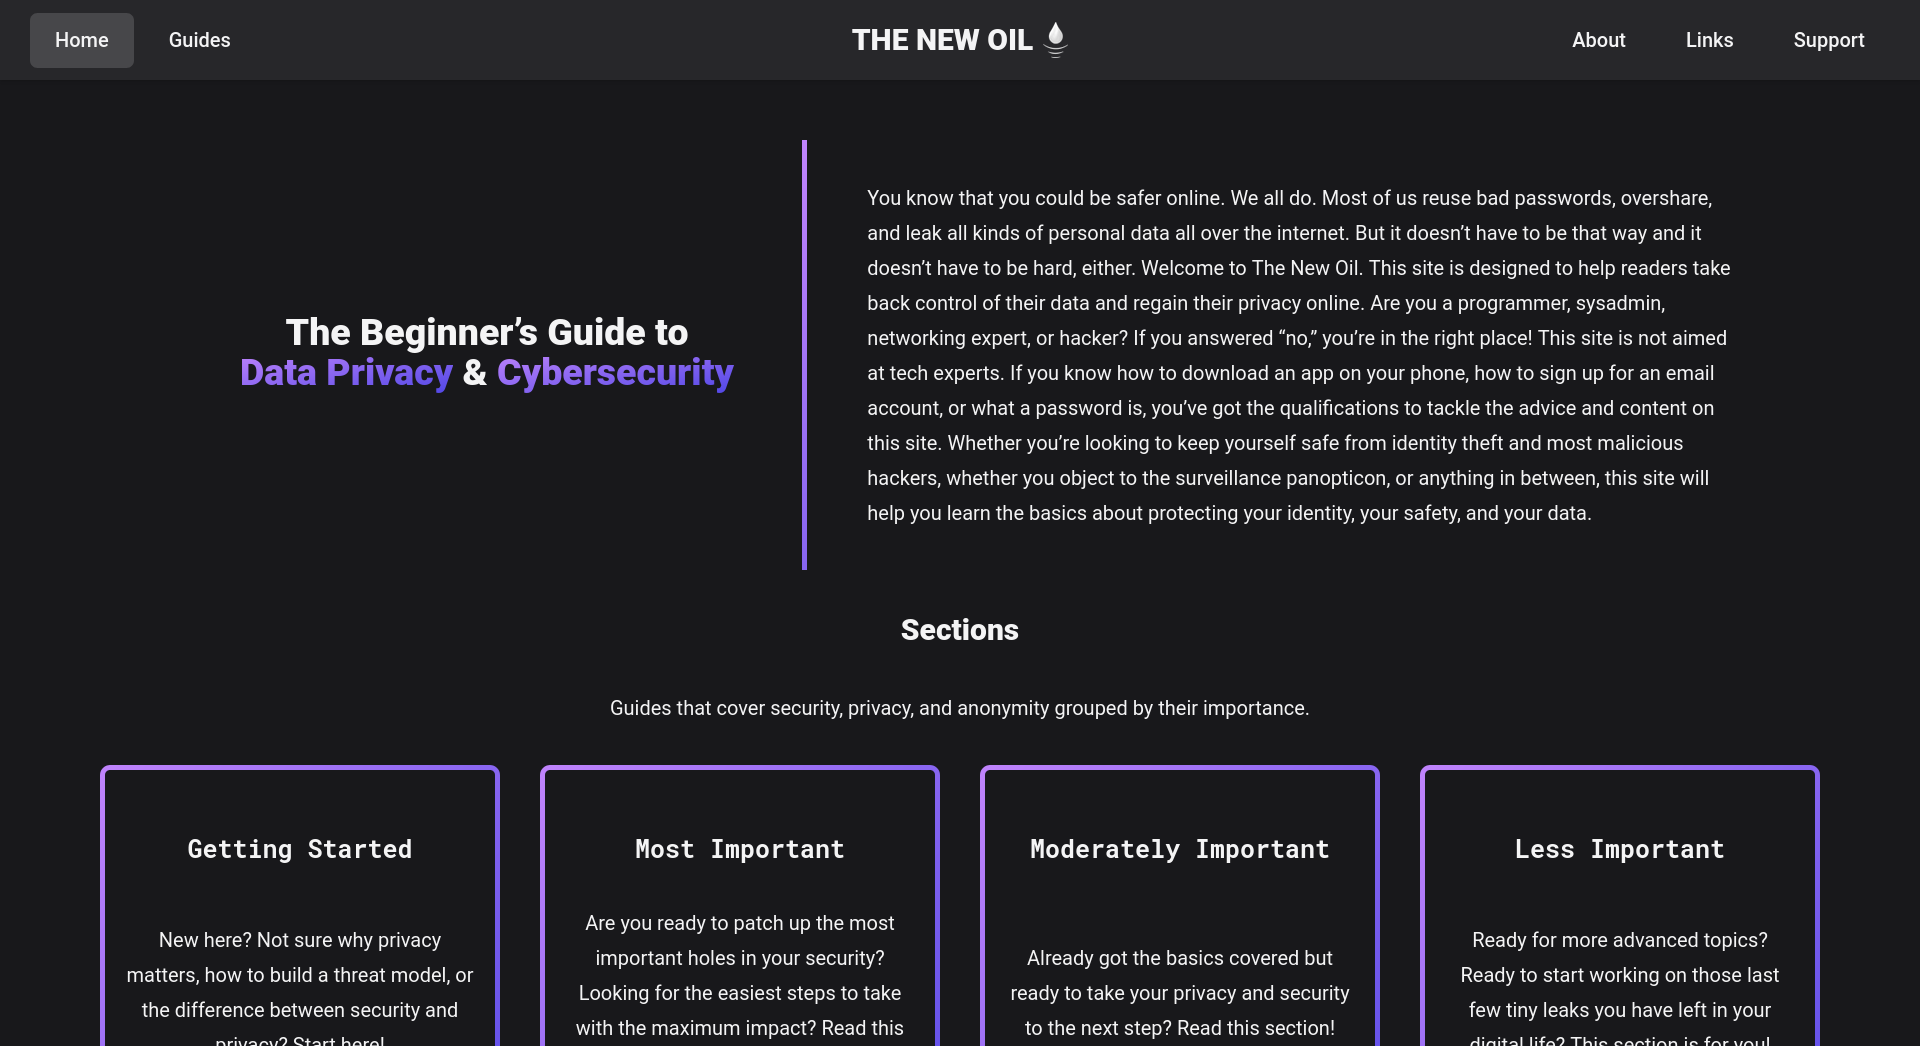 Home
Guides
THE NEW OIL
About
Links
Support
The Beginner’s Guide to
Data Privacy & Cybersecurity
You know that you could be safer online. We all do. Most of us reuse bad passwords, overshare,
and leak all kinds of personal data all over the internet. But it doesn’t have to be that way and it
doesn’t have to be hard, either. Welcome to The New Oil. This site is designed to help readers take
back control of their data and regain their privacy online. Are you a programmer, sysadmin,
networking expert, or hacker? If you answered “no,” you’re in the right place! This site is not aimed
at tech experts. If you know how to download an app on your phone, how to sign up for an email
account, or what a password is, you’ve got the qualifications to tackle the advice and content on
this site. Whether you’re looking to keep yourself safe from identity theft and most malicious
hackers, whether you object to the surveillance panopticon, or anything in between, this site will
help you learn the basics about protecting your identity, your safety, and your data.
Sections
Guides that cover security, privacy, and anonymity grouped by their importance.
Getting Started
New here? Not sure why privacy
matters, how to build a threat model, or
the difference between security and
privacy? Start here!
Most Important
Are you ready to patch up the most
important holes in your security?
Looking for the easiest steps to take
with the maximum impact? Read this
Moderately Important
Already got the basics covered but
ready to take your privacy and security
to the next step? Read this section!
Less Important
Ready for more advanced topics?
Ready to start working on those last
few tiny leaks you have left in your
digital life? This section is for you!